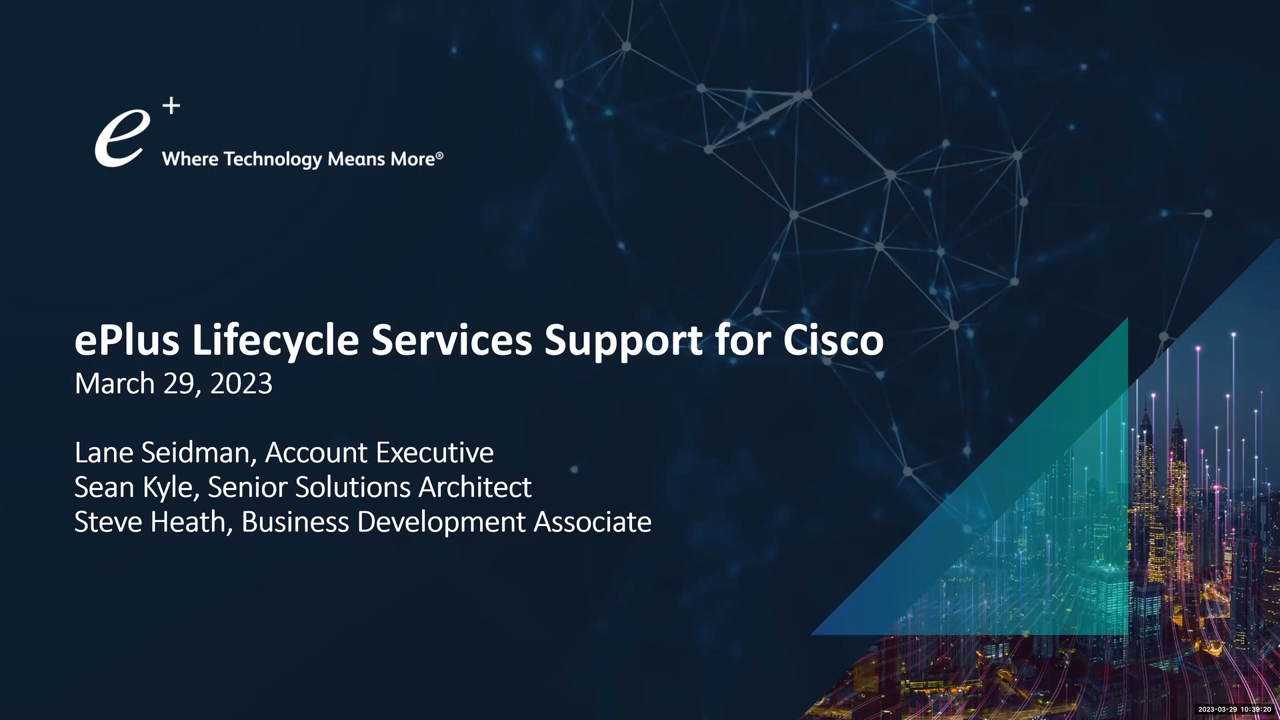 e+
Where Technology Means More®
ePlus Lifecycle Services Support for Cisco
March 29, 2023
Lane Seidman, Account Executive
Sean Kyle, Senior Solutions Architect
Steve Heath, Business Development Associate
2023-03-29 10:39:20